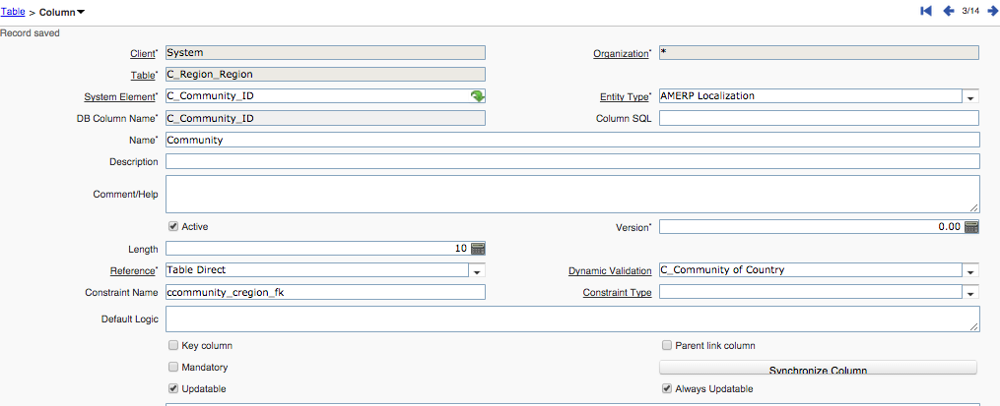 Table > Column 3/14
Record saved
Client* System Organization* *
Table* C_Region_Region
System Element* C_Community_ID Entity Type* AMERP Localization
DB Column Name* C_Community_ID Column SQL
Name* Community
Description
Comment/Help
Active Version* 0.00
Length 10
Reference* Table Direct Dynamic Validation C_Community of Country
Constraint Name ccommunity_cregion_fk Constraint Type
Default Logic
Key column Parent link column
Mandatory Synchronize Column
Updatable Always Updatable